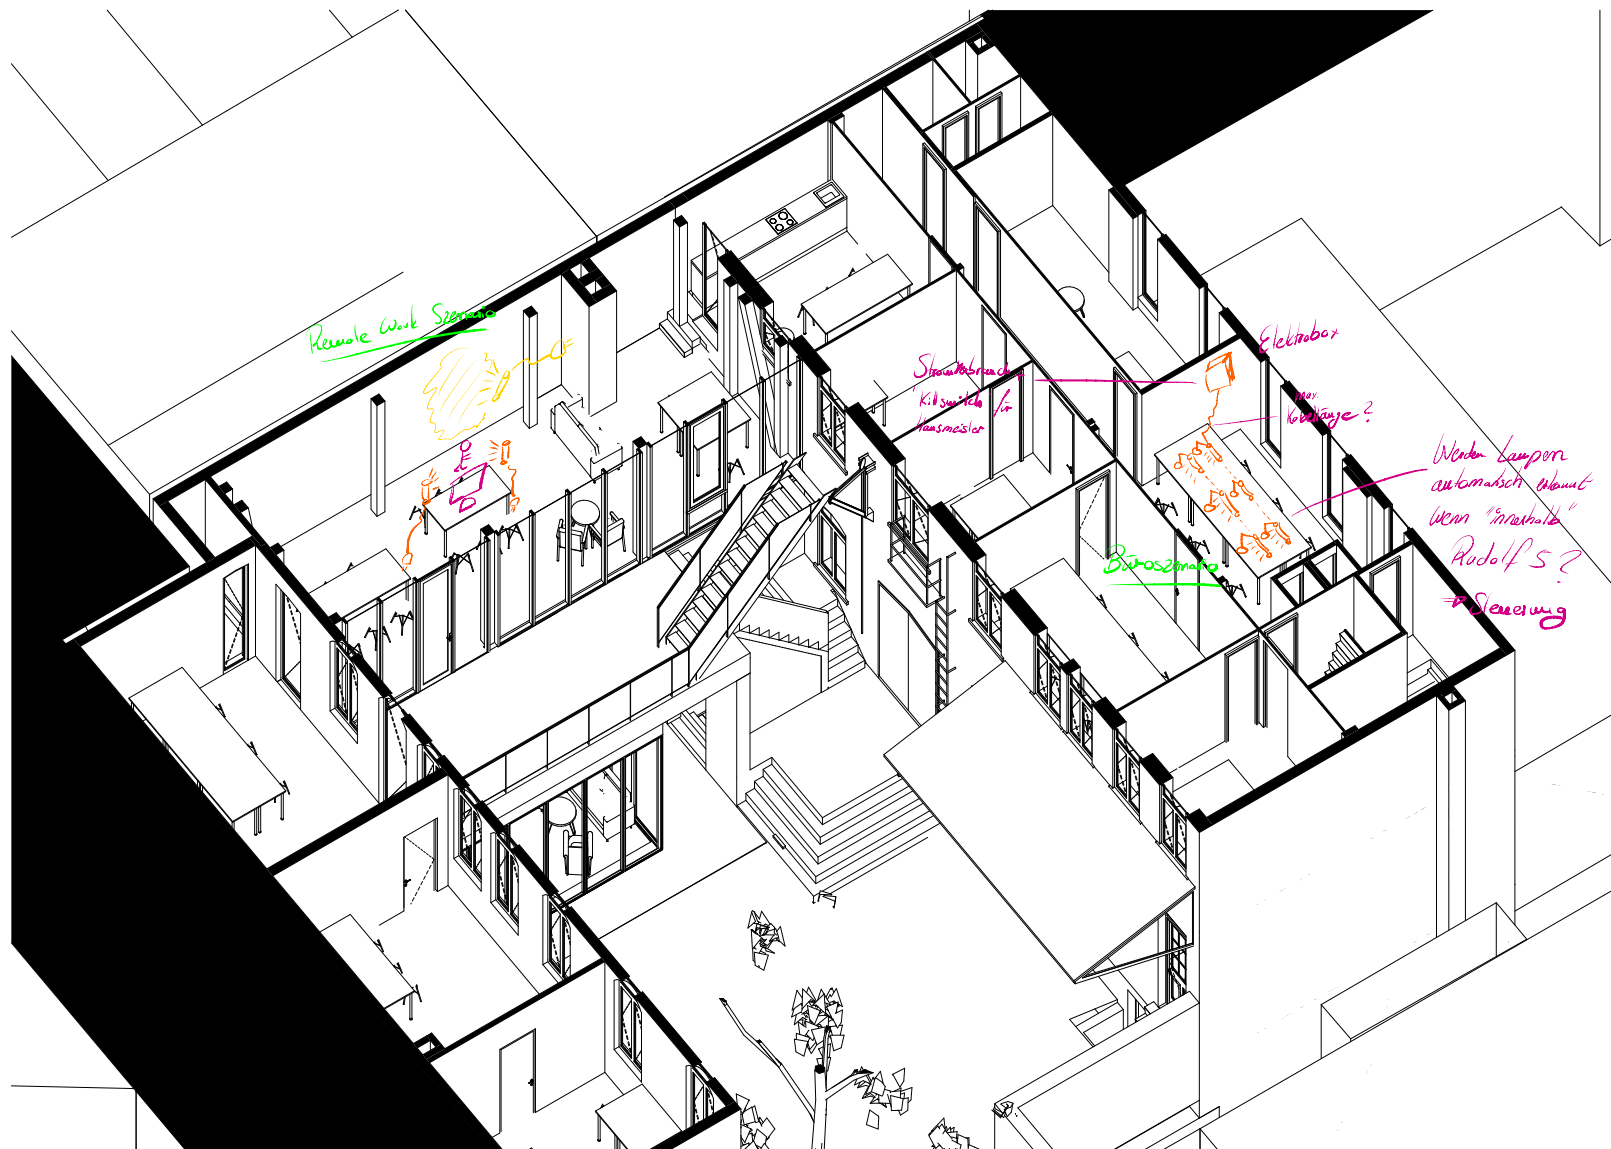 Remote Work Szenario
Elektrobox
Stromverbrauch
Killswitch für
Hausmeister
max.
Kabellänge?
Werden Lampen
automatisch erkannt
wenn "innerhalb"
Rudolf 5?
→ Steuerung
Büroszenario